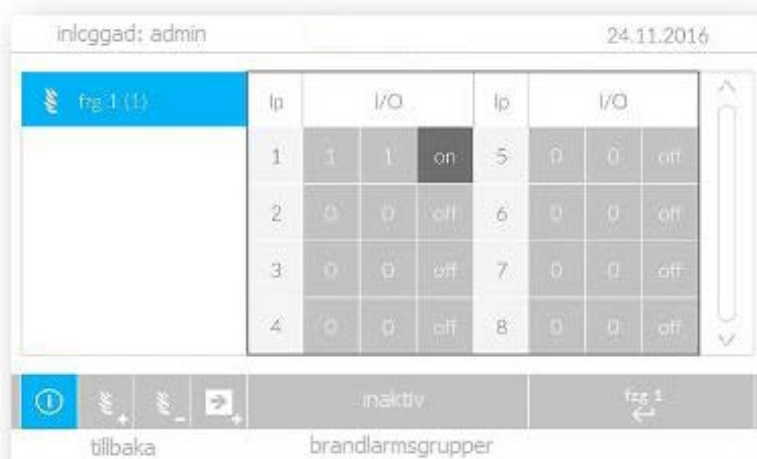 inlcggad: admin 24.11.2016
fzg 1 (1) lp I/O lp I/O
1 1 1 on 5 0 0 off
2 0 0 off 6 0 0 off
3 0 0 off 7 0 0 off
4 0 0 off 8 0 0 off
inaktiv fzg 1
tillbaka brandlarmsgrupper